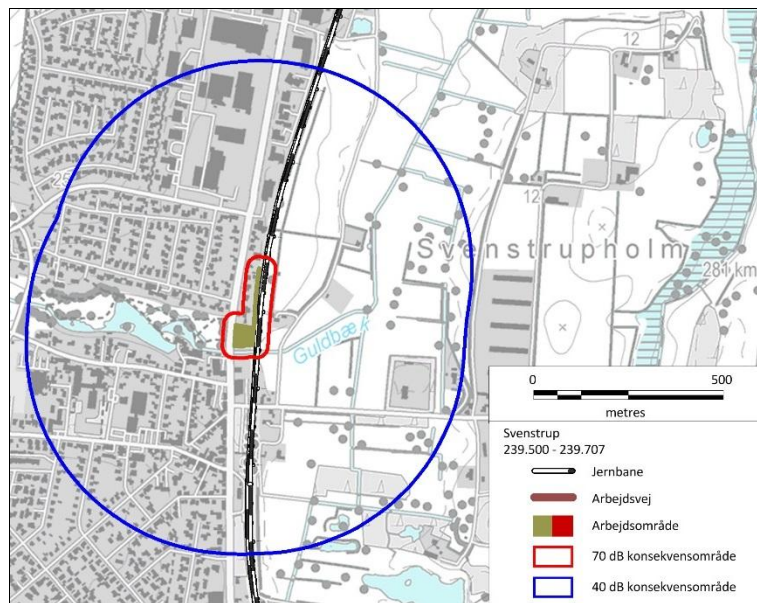 12
25
12
Svenstrupholm
281 km
Guldbæk
0 500
metres
Svenstrup
239.500 - 239.707
Jernbane
Arbejdsvej
Arbejdsområde
70 dB konsekvensområde
40 dB konsekvensområde